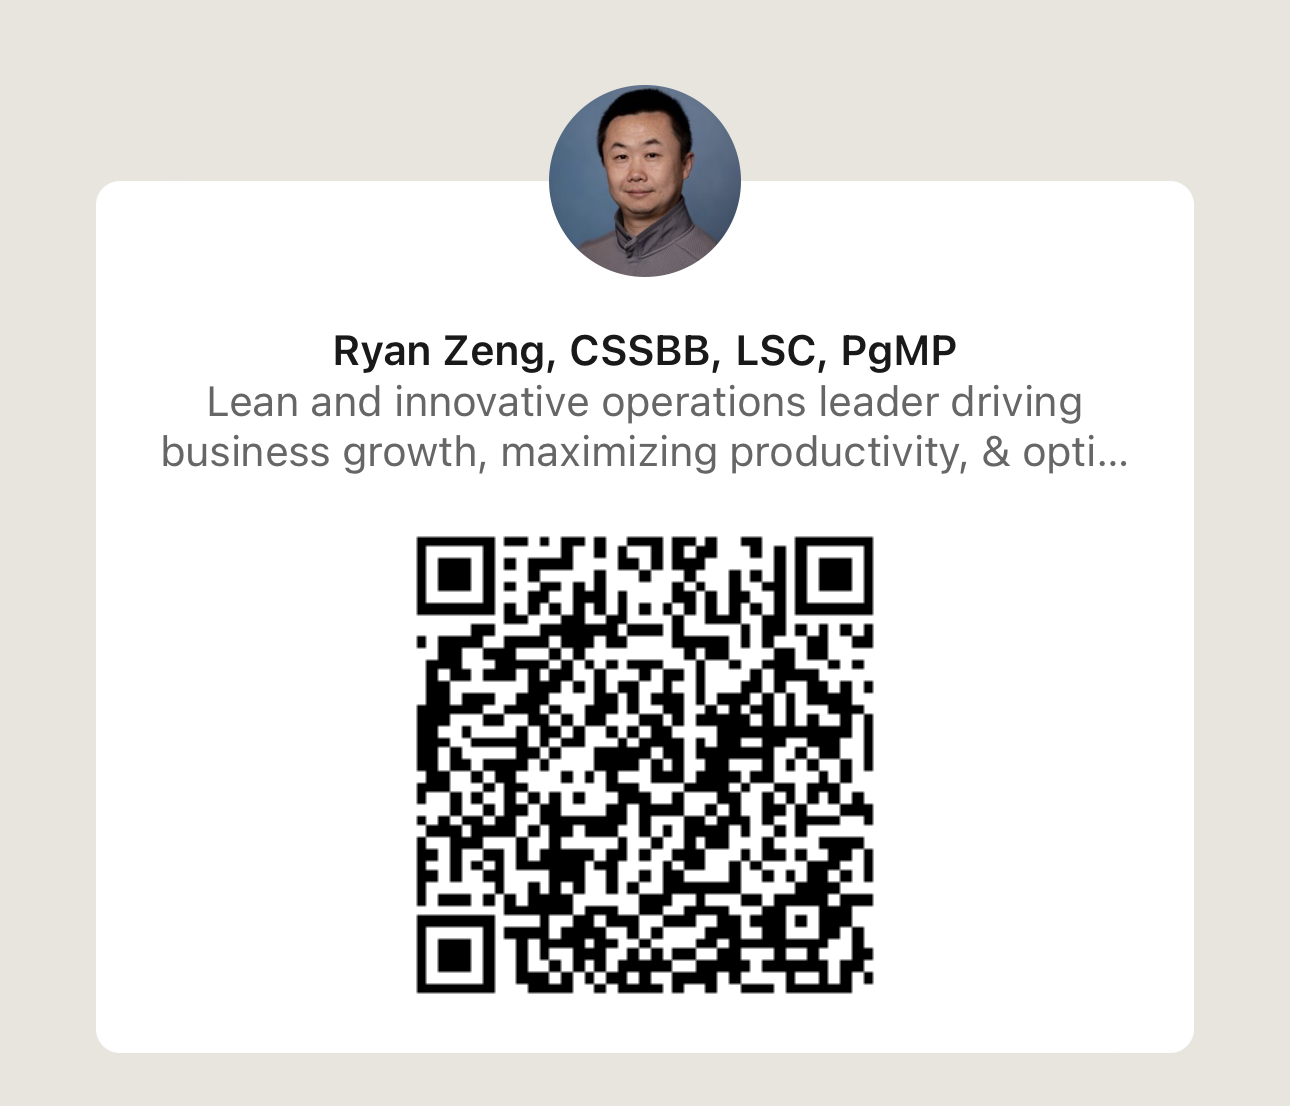 Ryan Zeng, CSSBB, LSC, PgMP
Lean and innovative operations leader driving
business growth, maximizing productivity, & opti...